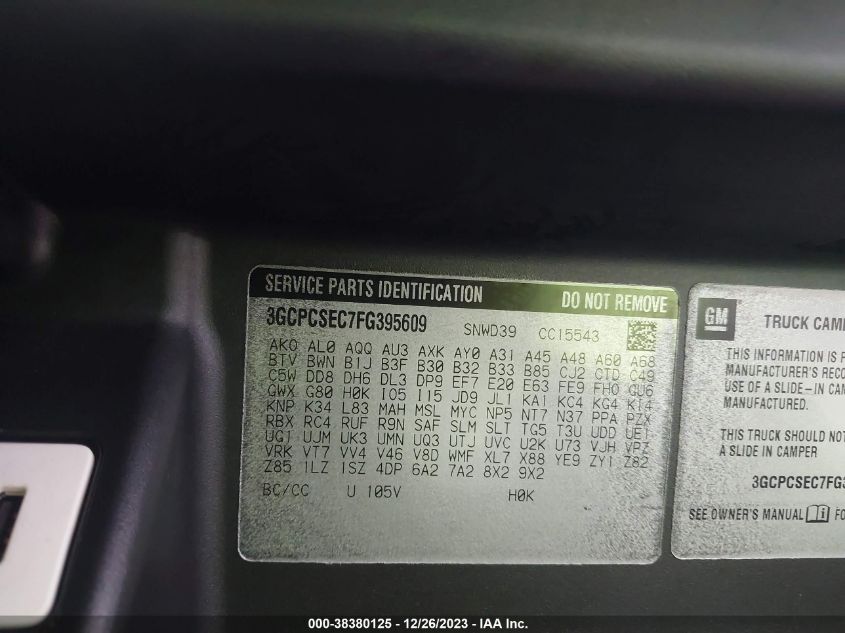 SERVICE PARTS IDENTIFICATION DO NOT REMOVE
3GCPCSEC7FG395609 SNWD39 CC15543
AKO AL0 AQQ AU3 AXK AY0 A31 A45 A48 A60 A68
BTV BWN B1J B3F B30 B32 B33 B85 CJ2 CTD C49
C5W DD8 DH6 DL3 DP9 EF7 E20 E63 FE9 FHO GU6
GWX G80 H0K IO5 I15 JD9 JL1 KA1 KC4 KG4 K14
KNP K34 L83 MAH MSL MYC NP5 NT7 N37 PPA PZX
RBX RC4 RUF R9N SAF SLM SLT TG5 T3U UDD UE1
UG1 UJM UK3 UMN UQ3 UTJ UVC U2K U73 VJH VPZ
VRK VT7 VV4 V46 V8D WMF XL7 X88 YE9 ZY1 Z82
Z85 1LZ 1SZ 4DP 6A2 7A2 8X2 9X2
BC/CC U 105V H0K
GM TRUCK CAM
THIS INFORMATION IS
MANUFACTURER'S RECO
USE OF A SLIDE-IN CAM
MANUFACTURED.
THIS TRUCK SHOULD NOT
A SLIDE IN CAMPER
3GCPCSEC7FG3
SEE OWNER'S MANUAL FO
000-38380125 - 12/26/2023 - IAA Inc.